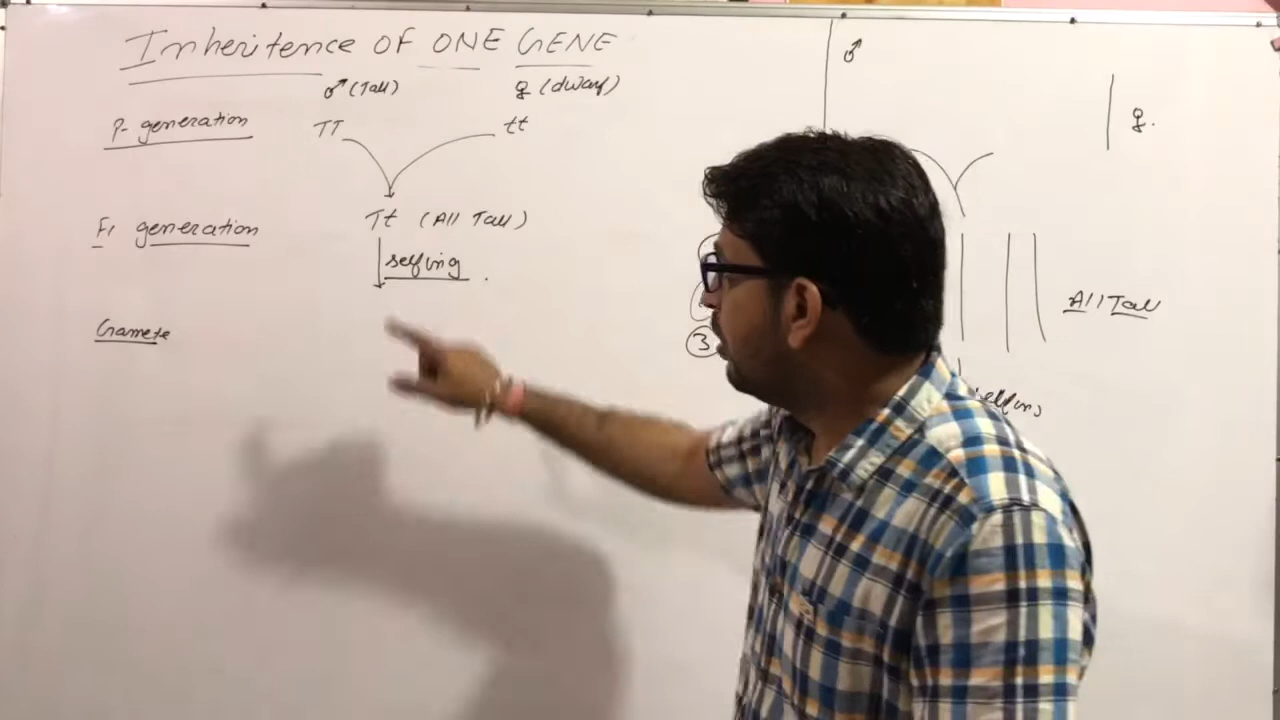 Inheritence OF ONE GENE
♂ (Tall) ♀ (dwarf)
P- generation TT tt
F1 generation Tt (All Tall)
selfing
Gamete
♂
♀.
All Tall
3